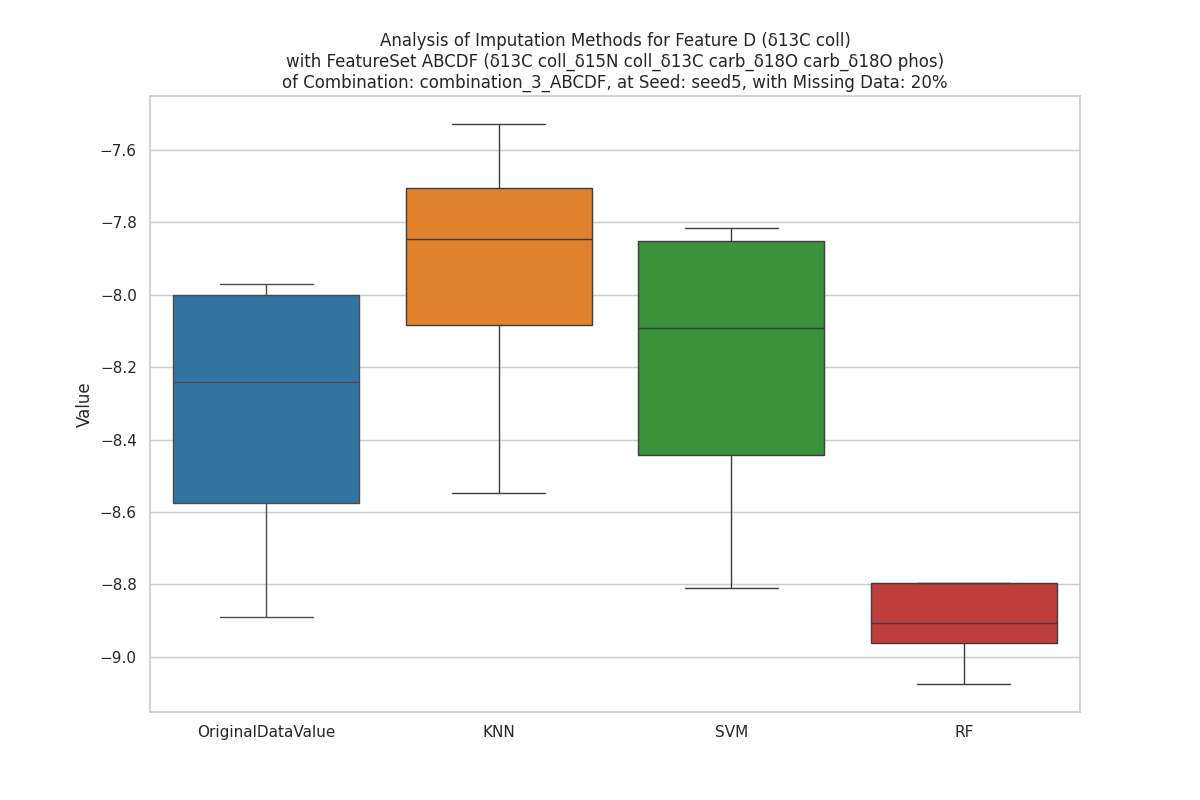 Analysis of Imputation Methods for Feature D (δ13C coll)
with FeatureSet ABCDF (δ13C coll_δ15N coll_δ13C carb_δ18O carb_δ18O phos)
of Combination: combination_3_ABCDF, at Seed: seed5, with Missing Data: 20%
−7.6
−7.8
−8.0
−8.2
−8.4
−8.6
−8.8
−9.0
Value
OriginalDataValue
KNN
SVM
RF